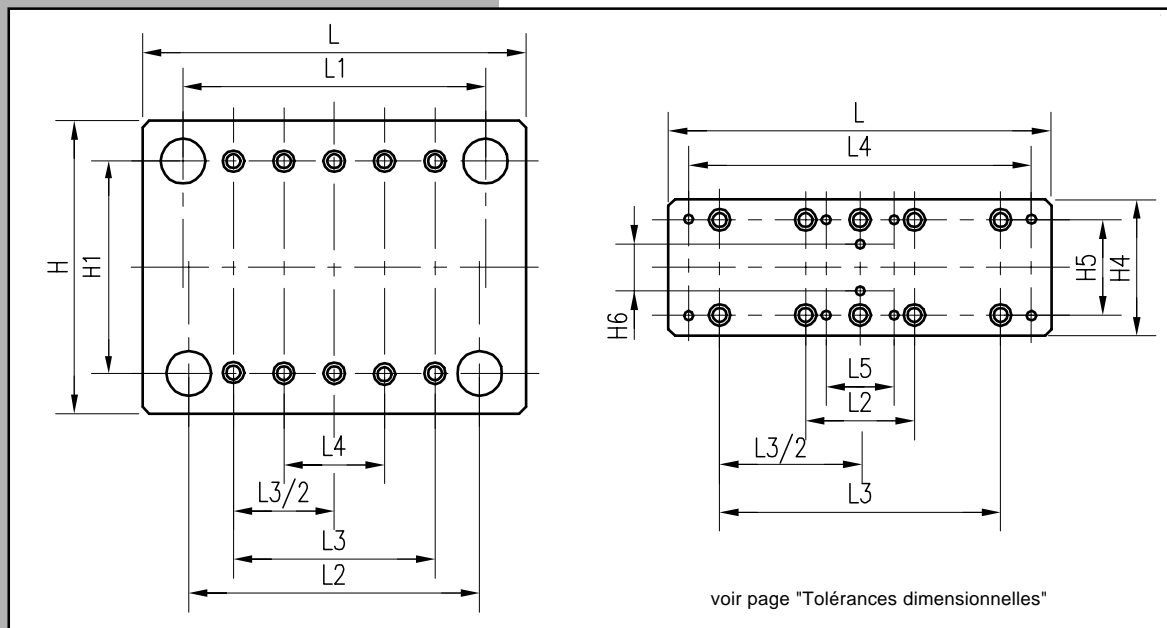 L
L1
H
H1
L4
L3/2
L3
L2
L
L4
H6
H5
H4
L5
L2
L3/2
L3
voir page "Tolérances dimensionnelles"